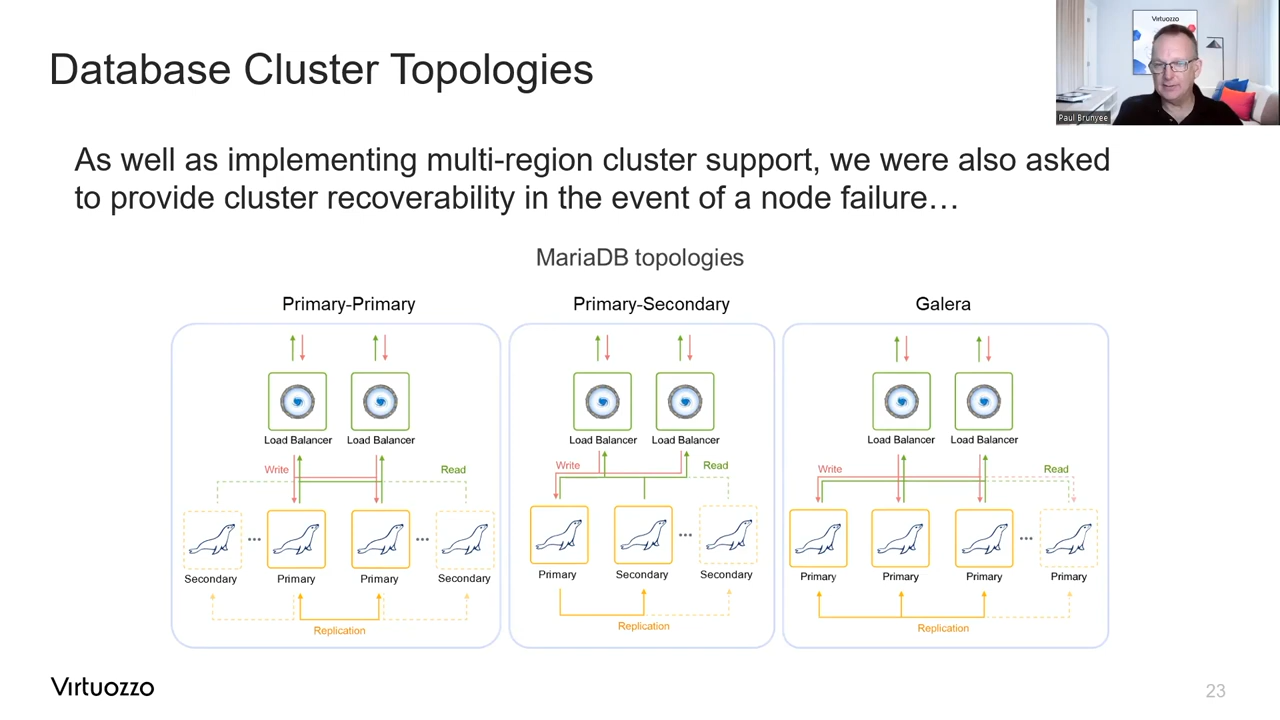 Virtuozzo
Paul Brunyee
Database Cluster Topologies
As well as implementing multi-region cluster support, we were also asked
to provide cluster recoverability in the event of a node failure…
MariaDB topologies
Primary-Primary
Load Balancer Load Balancer
Write Read
... ...
Secondary Primary Primary Secondary
Replication
Primary-Secondary
Load Balancer Load Balancer
Write Read
...
Primary Secondary Secondary
Replication
Galera
Load Balancer Load Balancer
Write Read
...
Primary Primary Primary Primary
Replication
Virtuozzo
23